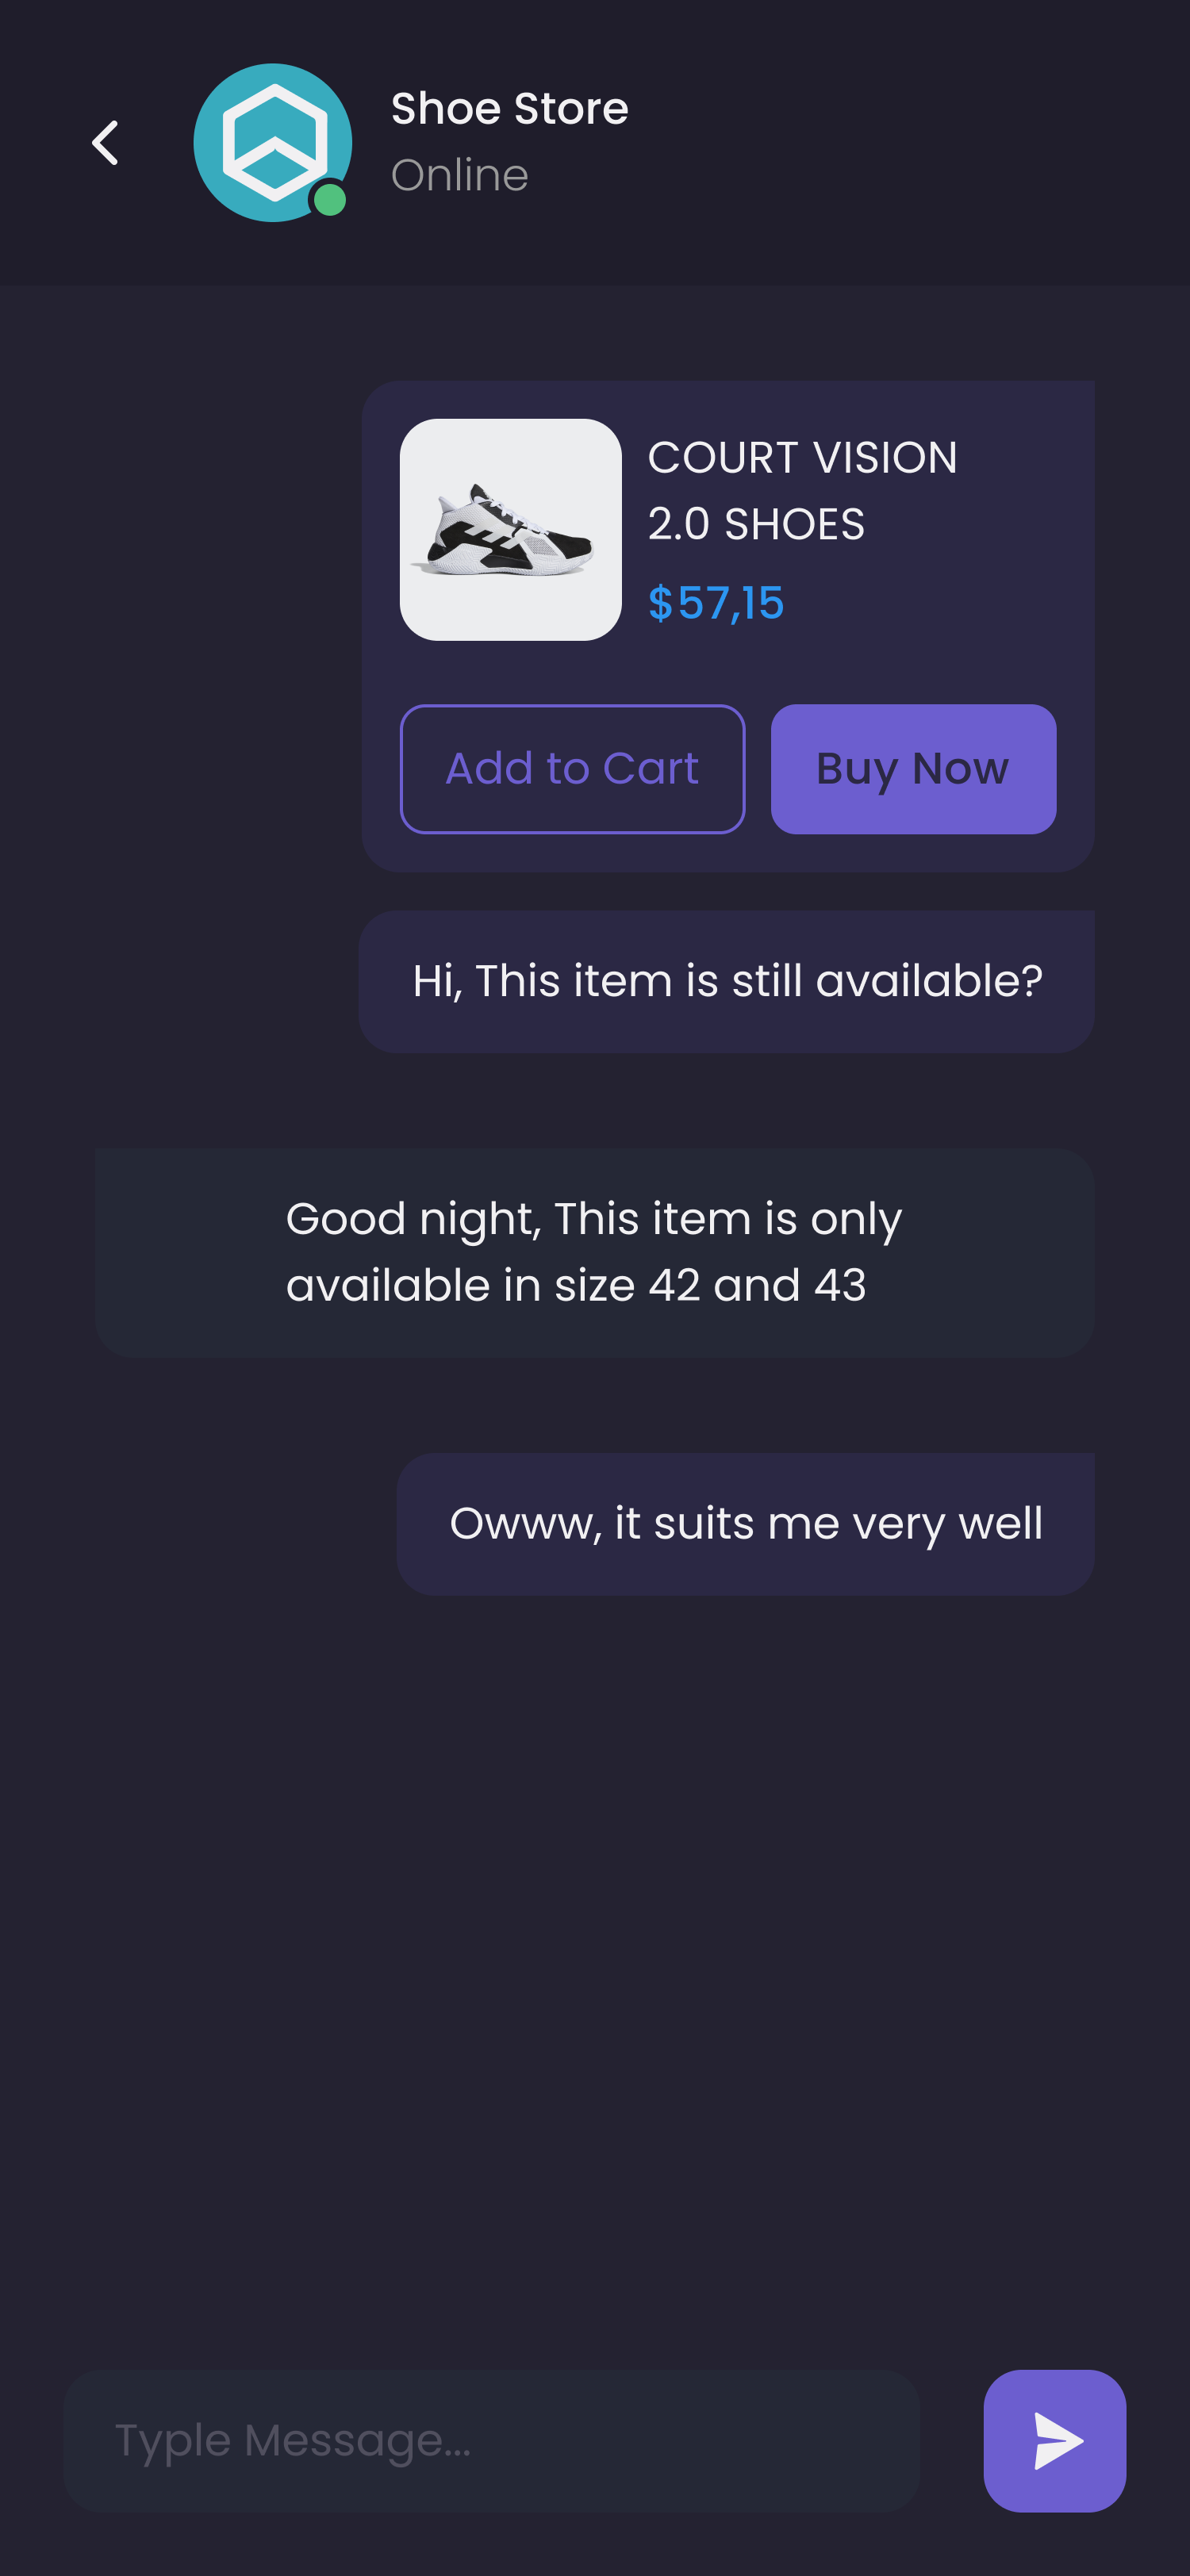 Shoe Store
Online
COURT VISION
2.0 SHOES
$57,15
Add to Cart
Buy Now
Hi, This item is still available?
Good night, This item is only
available in size 42 and 43
Owww, it suits me very well
Typle Message...